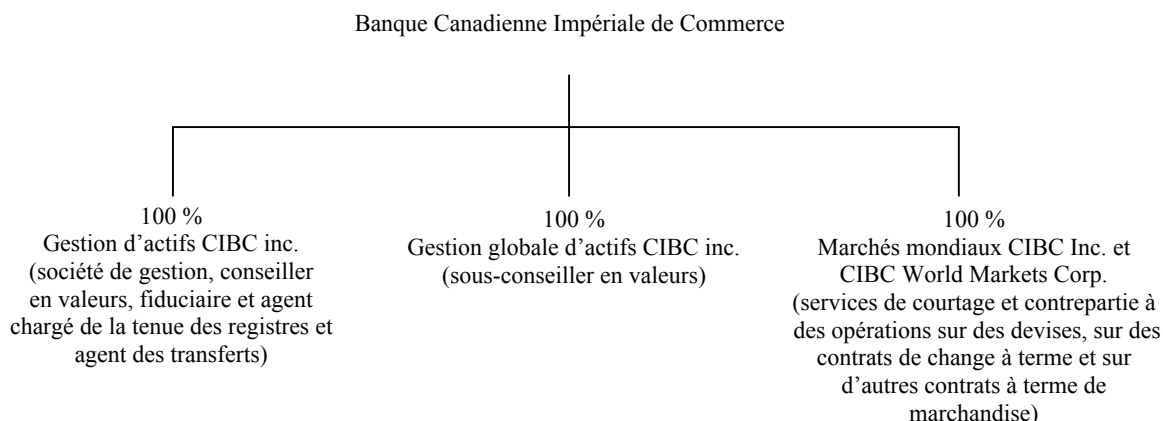 Banque Canadienne Impériale de Commerce
100 %
Gestion d’actifs CIBC inc.
(société de gestion, conseiller
en valeurs, fiduciaire et agent
chargé de la tenue des registres et
agent des transferts)
100 %
Gestion globale d’actifs CIBC inc.
(sous-conseiller en valeurs)
100 %
Marchés mondiaux CIBC Inc. et
CIBC World Markets Corp.
(services de courtage et contrepartie à
des opérations sur des devises, sur des
contrats de change à terme et sur
d’autres contrats à terme de
marchandise)